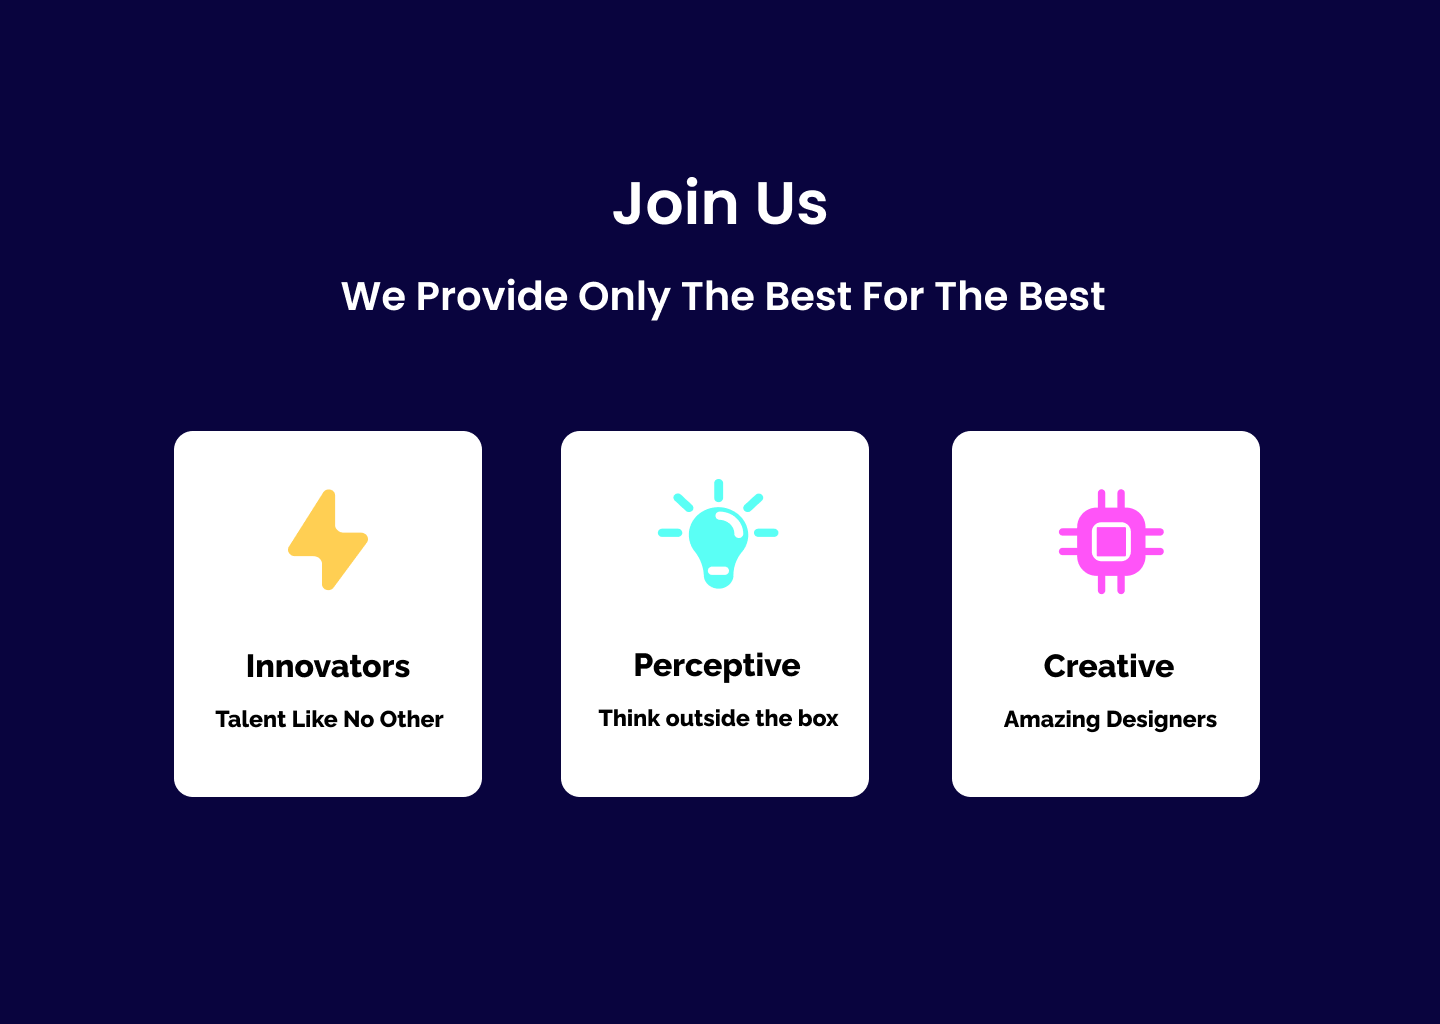 Join Us
We Provide Only The Best For The Best
Innovators
Talent Like No Other
Perceptive
Think outside the box
Creative
Amazing Designers